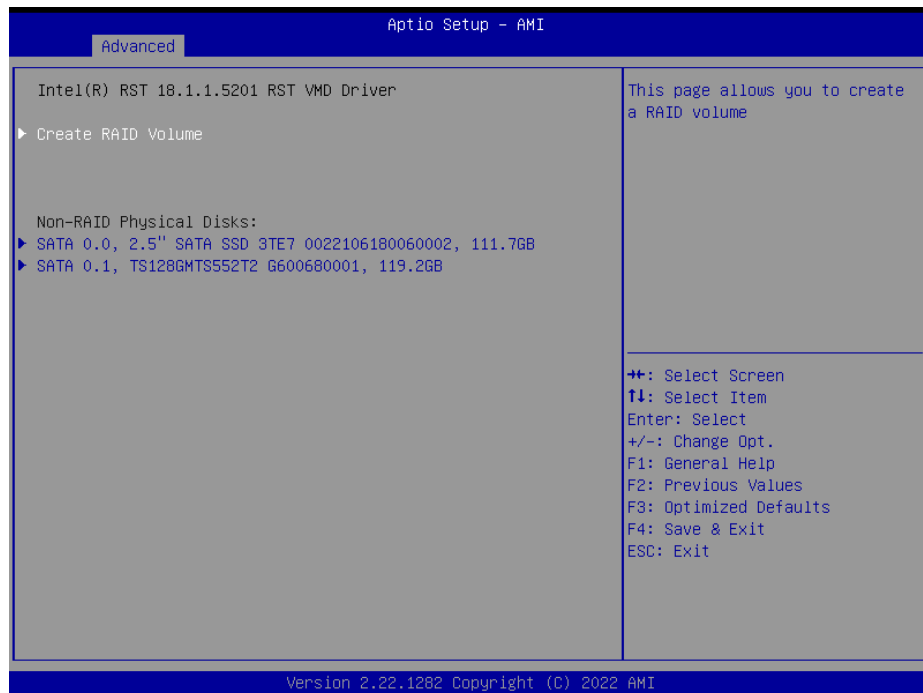 Aptio Setup – AMI
Advanced
Intel(R) RST 18.1.1.5201 RST VMD Driver
Create RAID Volume
Non-RAID Physical Disks:
SATA 0.0, 2.5" SATA SSD 3TE7 0022106180060002, 111.7GB
SATA 0.1, TS128GMTS552T2 G600680001, 119.2GB
This page allows you to create
a RAID volume
→←: Select Screen
↑↓: Select Item
Enter: Select
+/-: Change Opt.
F1: General Help
F2: Previous Values
F3: Optimized Defaults
F4: Save & Exit
ESC: Exit
Version 2.22.1282 Copyright (C) 2022 AMI